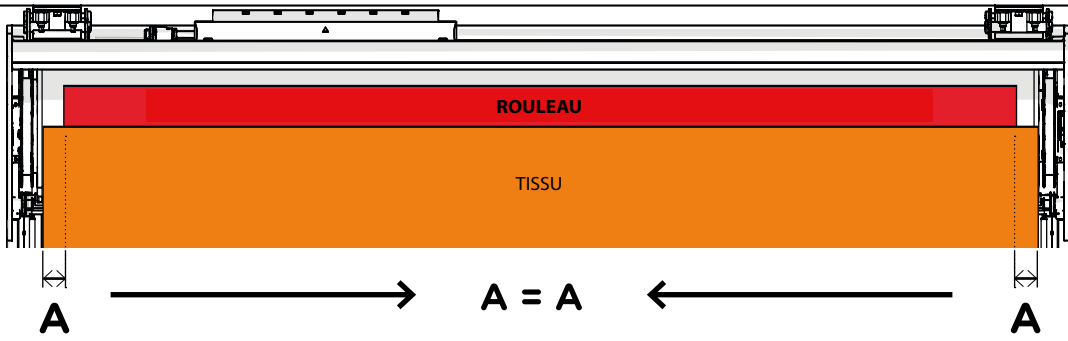 ROULEAU
TISSU
A
A = A
A